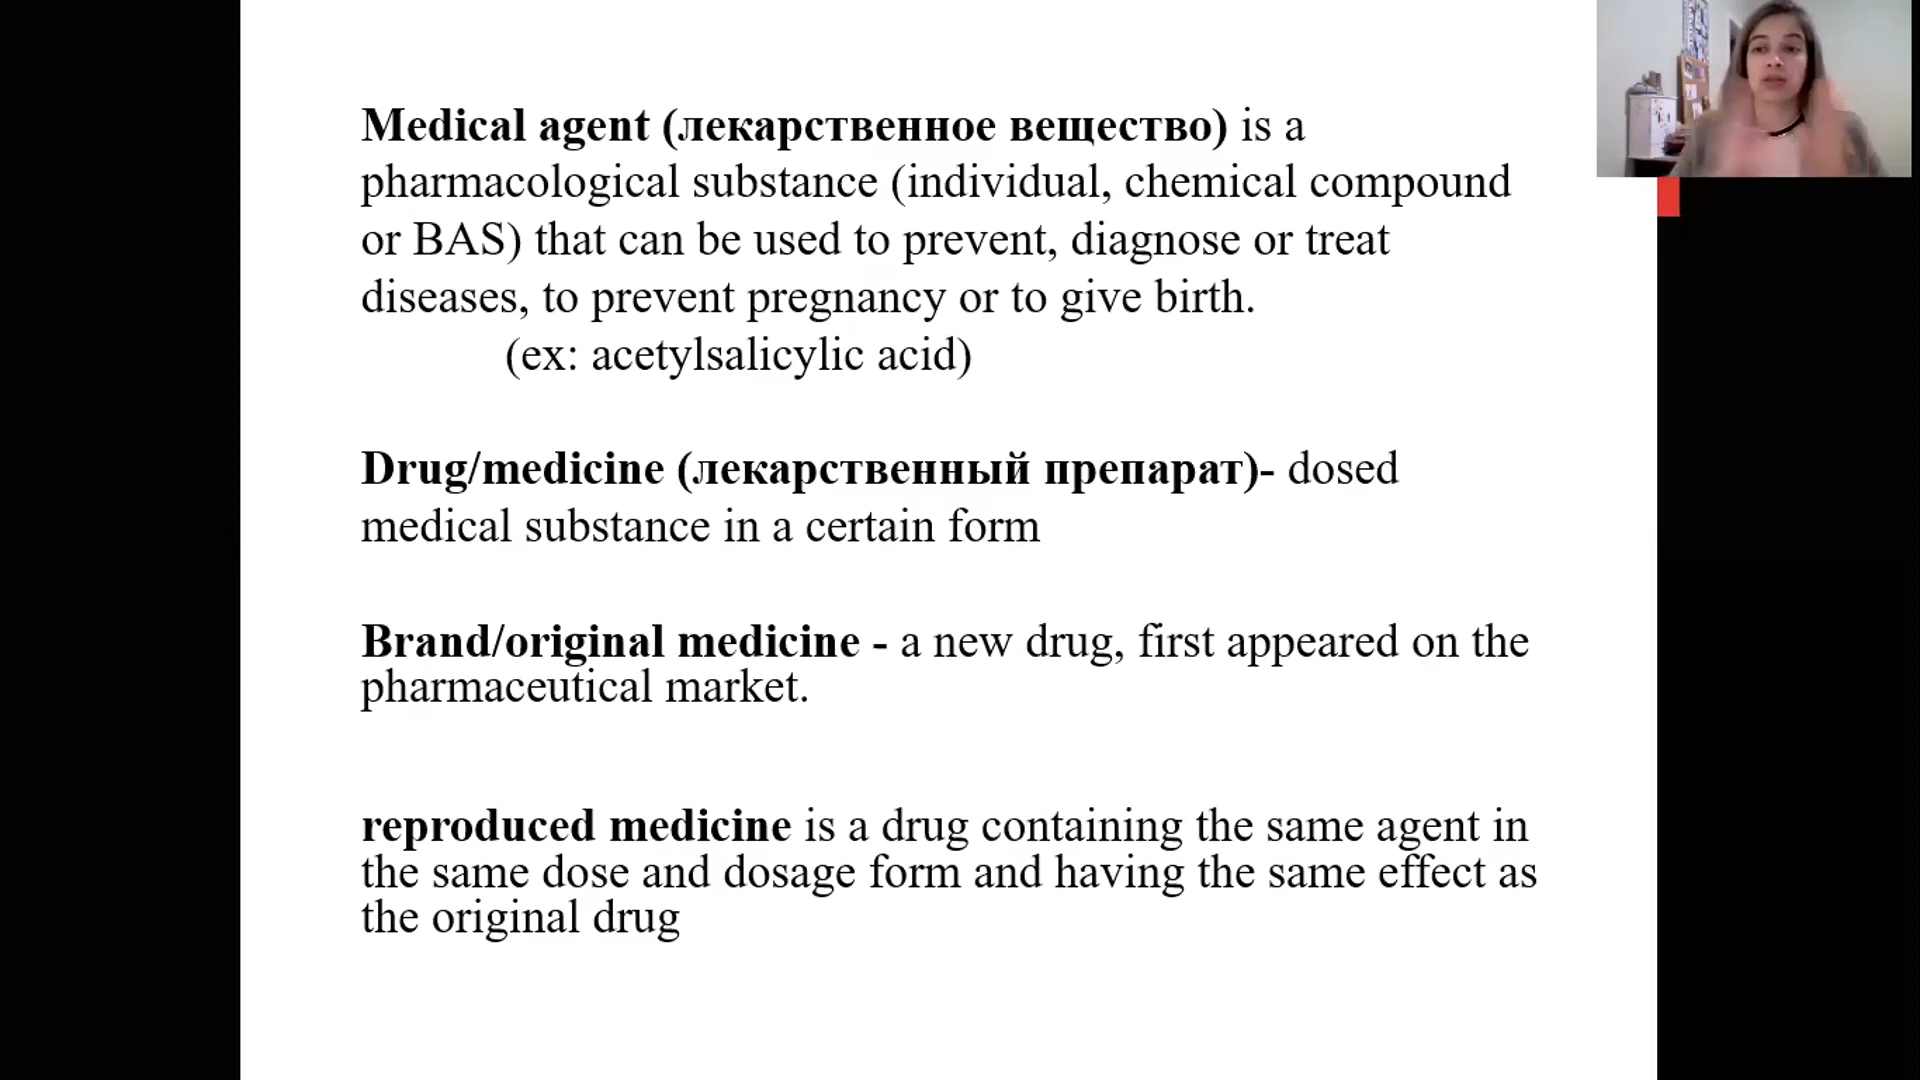 Medical agent (лекарственное вещество) is a
pharmacological substance (individual, chemical compound
or BAS) that can be used to prevent, diagnose or treat
diseases, to prevent pregnancy or to give birth.
(ex: acetylsalicylic acid)
Drug/medicine (лекарственный препарат)- dosed
medical substance in a certain form
Brand/original medicine - a new drug, first appeared on the
pharmaceutical market.
reproduced medicine is a drug containing the same agent in
the same dose and dosage form and having the same effect as
the original drug